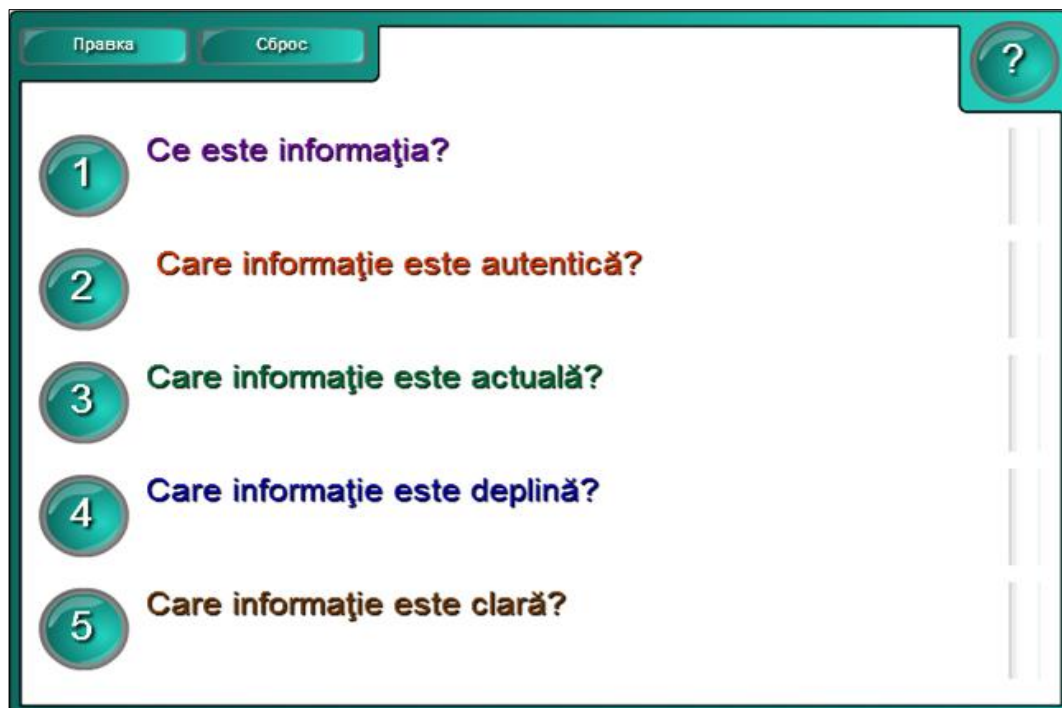 Правка Сброс ?
1 Ce este informaţia?
2 Care informaţie este autentică?
3 Care informaţie este actuală?
4 Care informaţie este deplină?
5 Care informaţie este clară?